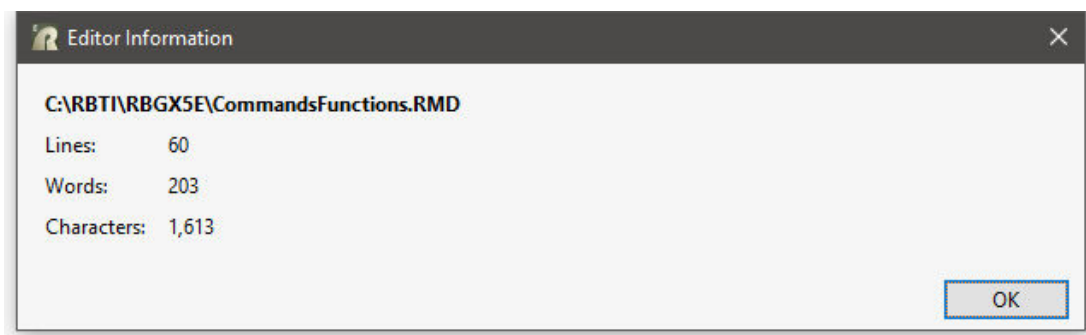 Editor Information
C:\RBTI\RBGX5E\CommandsFunctions.RMD
Lines: 60
Words: 203
Characters: 1,613
OK